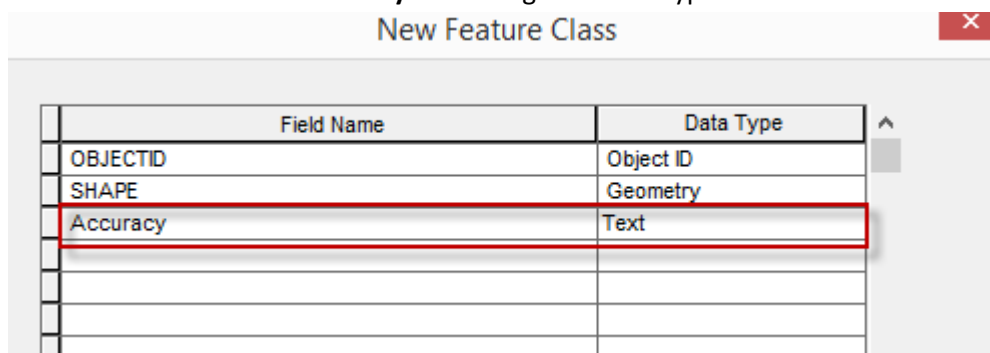 New Feature Class
Field Name Data Type
OBJECTID Object ID
SHAPE Geometry
Accuracy Text